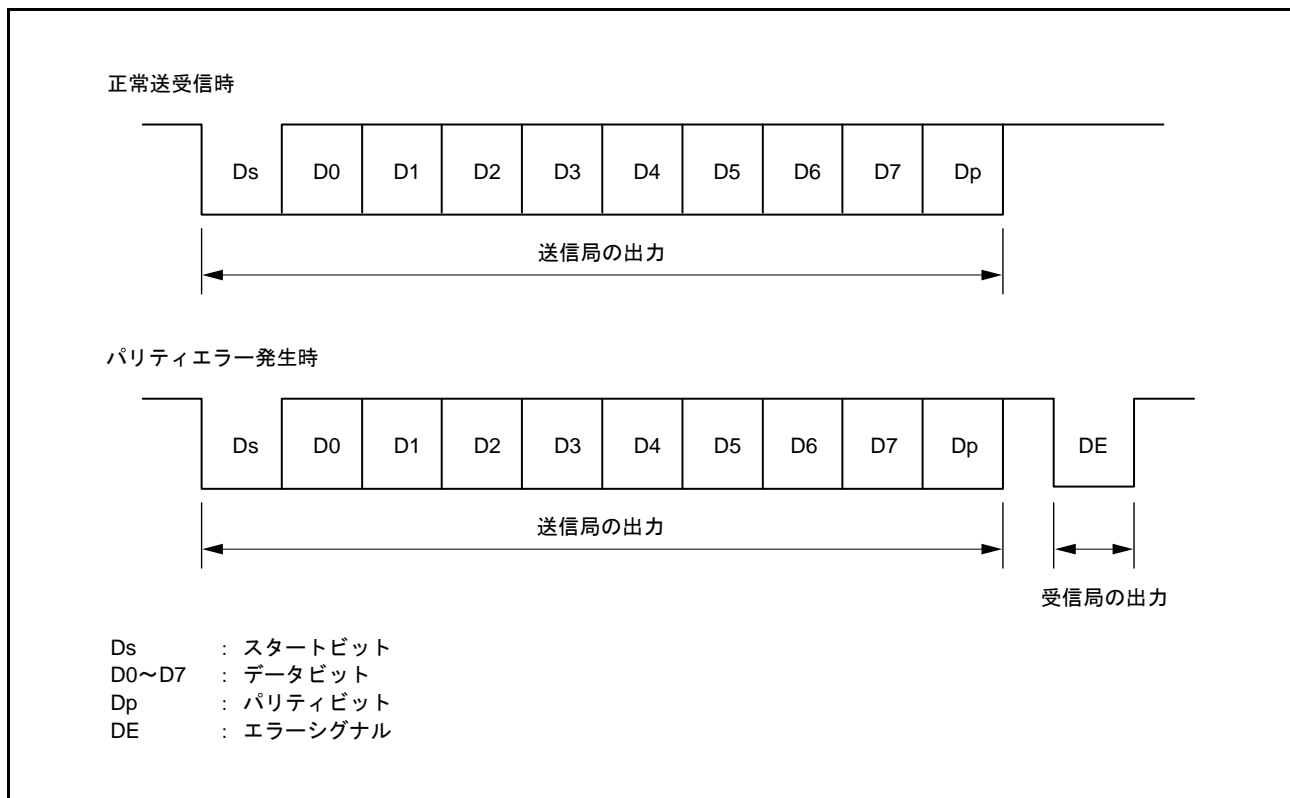 正常送受信時
Ds D0 D1 D2 D3 D4 D5 D6 D7 Dp
送信局の出力
パリティエラー発生時
Ds D0 D1 D2 D3 D4 D5 D6 D7 Dp DE
送信局の出力
受信局の出力
Ds : スタートビット
D0〜D7 : データビット
Dp : パリティビット
DE : エラーシグナル